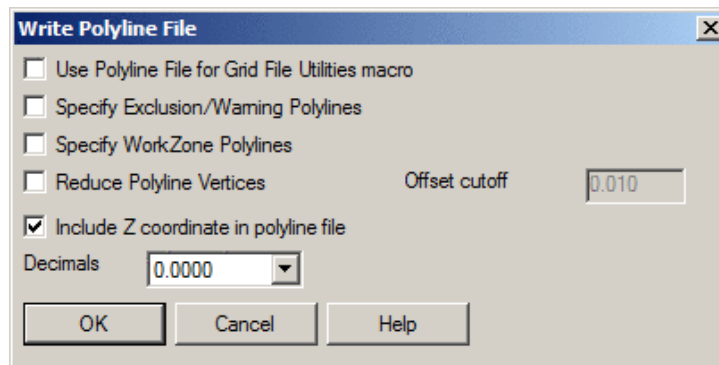 Write Polyline File
Use Polyline File for Grid File Utilities macro
Specify Exclusion/Warning Polylines
Specify WorkZone Polylines
Reduce Polyline Vertices Offset cutoff 0.010
Include Z coordinate in polyline file
Decimals 0.0000
OK Cancel Help